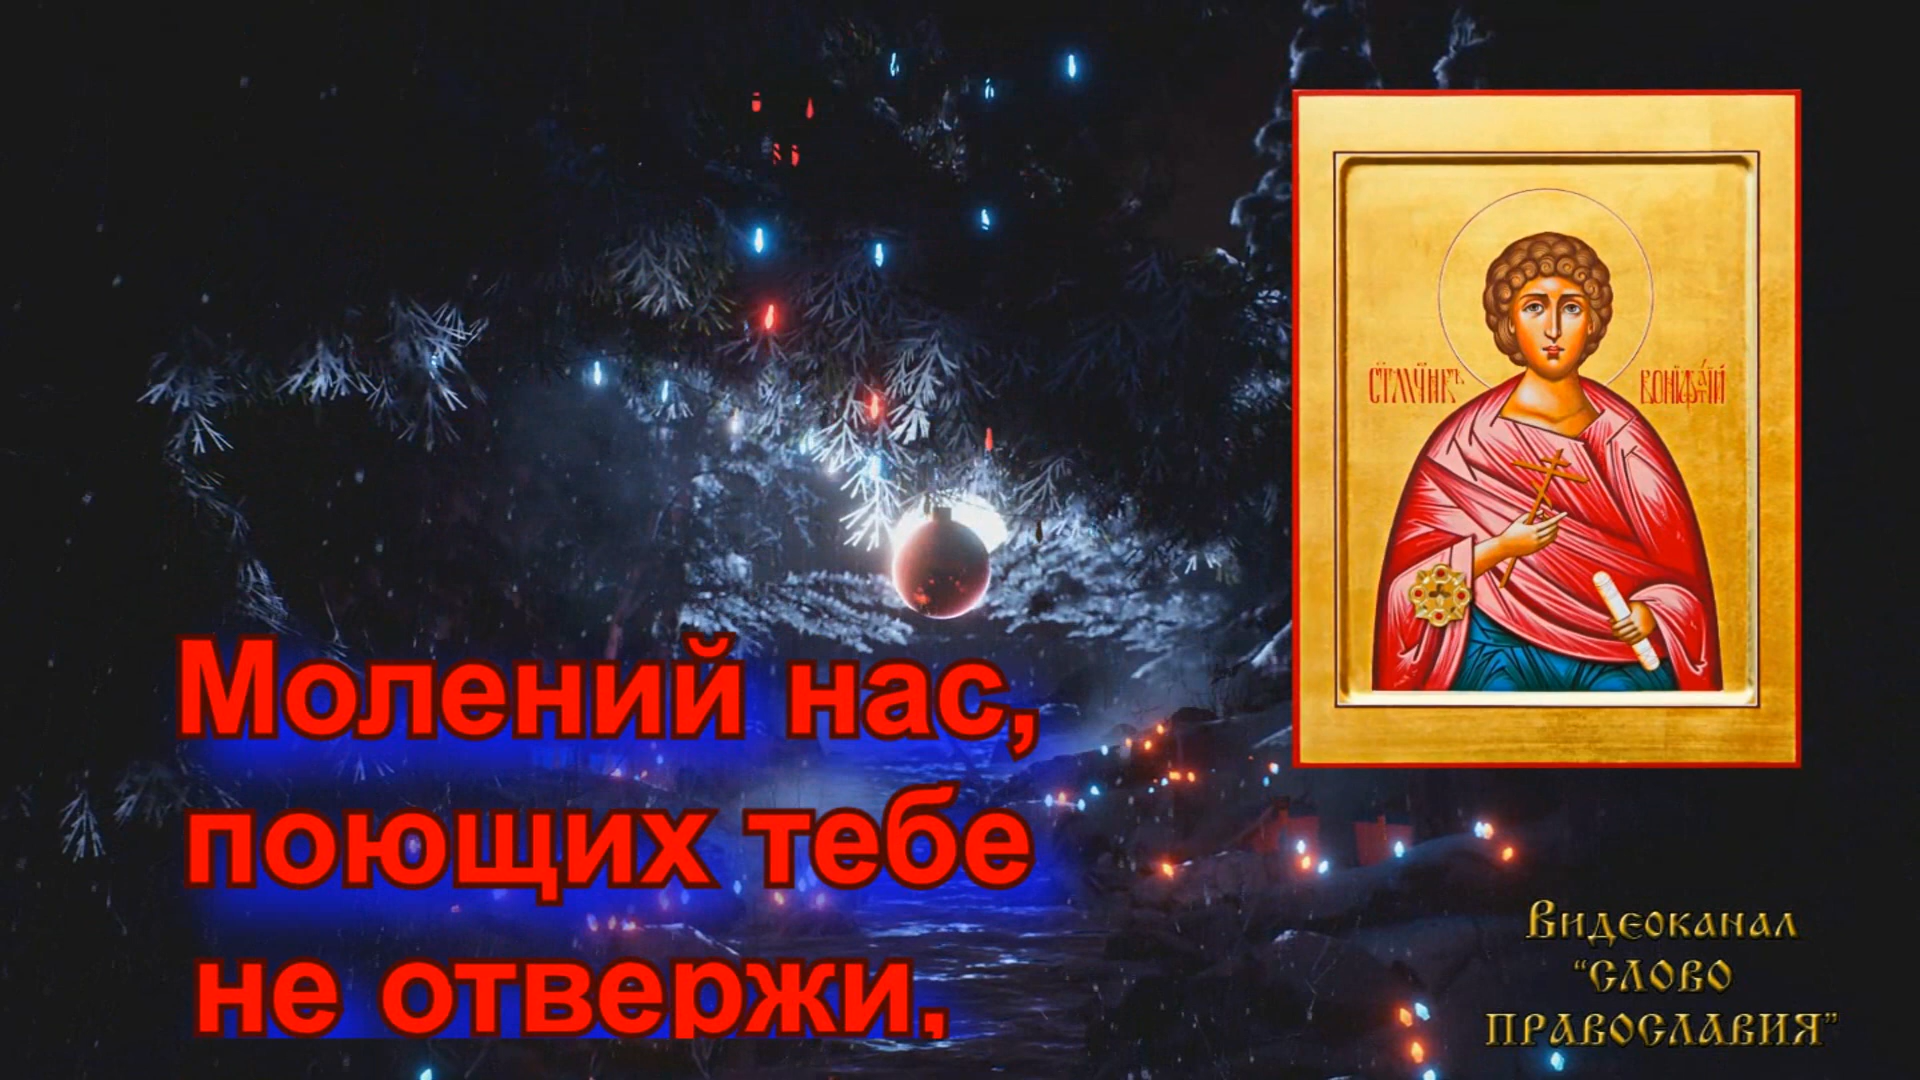 Молений нас,
поющих тебе
не отвержи,
Видеоканал
“СЛОВО
ПРАВОСЛАВИЯ”